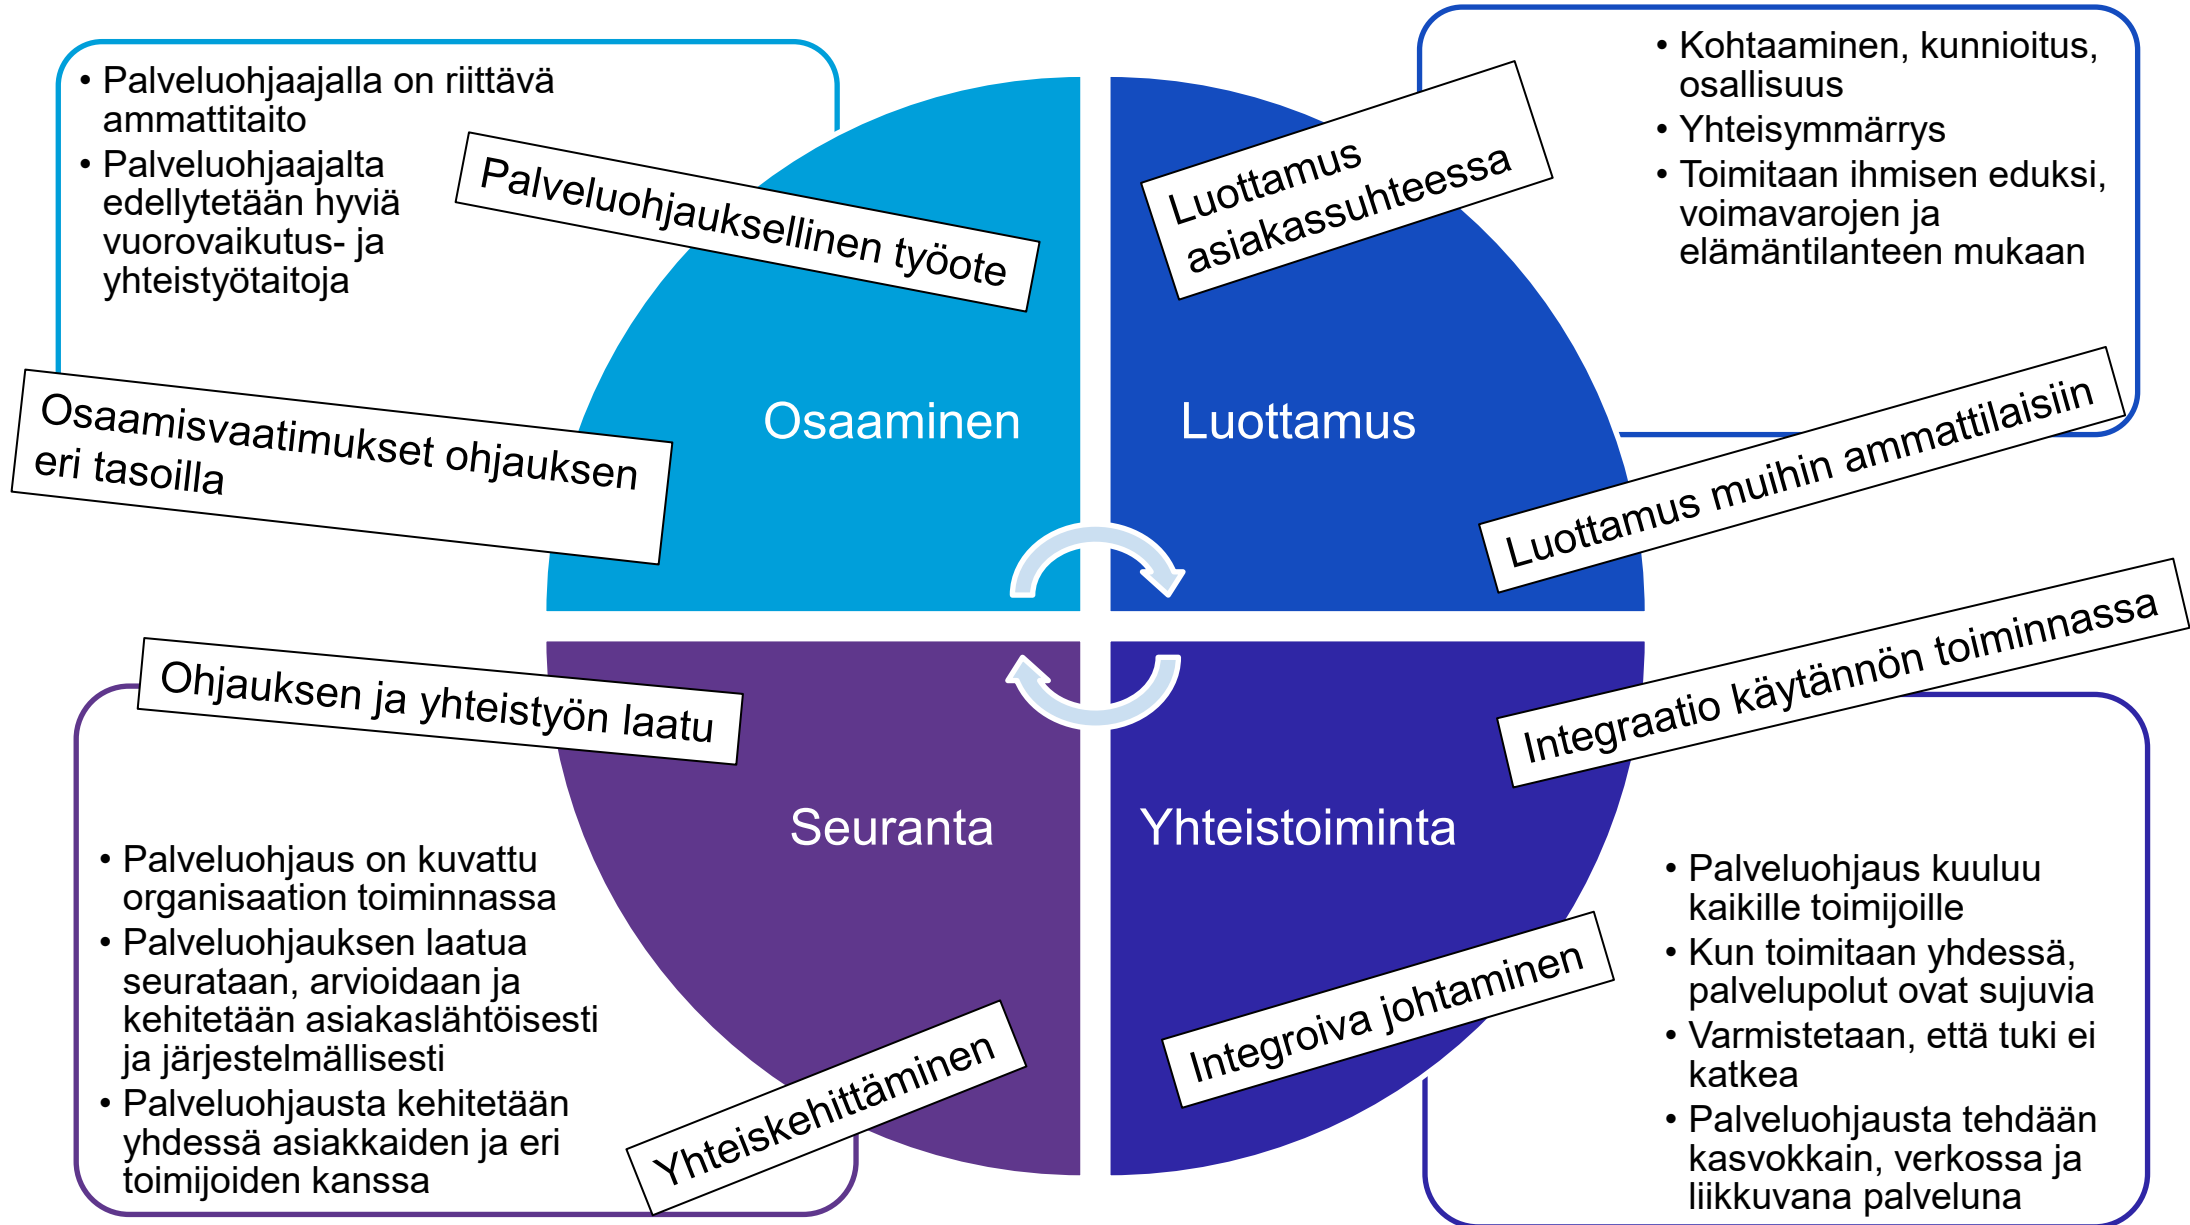 • Palveluohjaajalla on riittävä
ammattitaito
• Palveluohjaajalta
edellytetään hyviä
vuorovaikutus- ja
yhteistyötaitoja
Palveluohjauksellinen työote
Osaamisvaatimukset ohjauksen
eri tasoilla
Osaaminen
• Kohtaaminen, kunnioitus,
osallisuus
• Yhteisymmärrys
• Toimitaan ihmisen eduksi,
voimavarojen ja
elämäntilanteen mukaan
Luottamus
asiakassuhteessa
Luottamus
Luottamus muihin ammattilaisiin
Ohjauksen ja yhteistyön laatu
Seuranta
• Palveluohjaus on kuvattu
organisaation toiminnassa
• Palveluohjauksen laatua
seurataan, arvioidaan ja
kehitetään asiakaslähtöisesti
ja järjestelmällisesti
• Palveluohjausta kehitetään
yhdessä asiakkaiden ja eri
toimijoiden kanssa
Yhteiskehittäminen
Integraatio käytännön toiminnassa
Yhteistoiminta
Integroiva johtaminen
• Palveluohjaus kuuluu
kaikille toimijoille
• Kun toimitaan yhdessä,
palvelupolut ovat sujuvia
• Varmistetaan, että tuki ei
katkea
• Palveluohjausta tehdään
kasvokkain, verkossa ja
liikkuvana palveluna